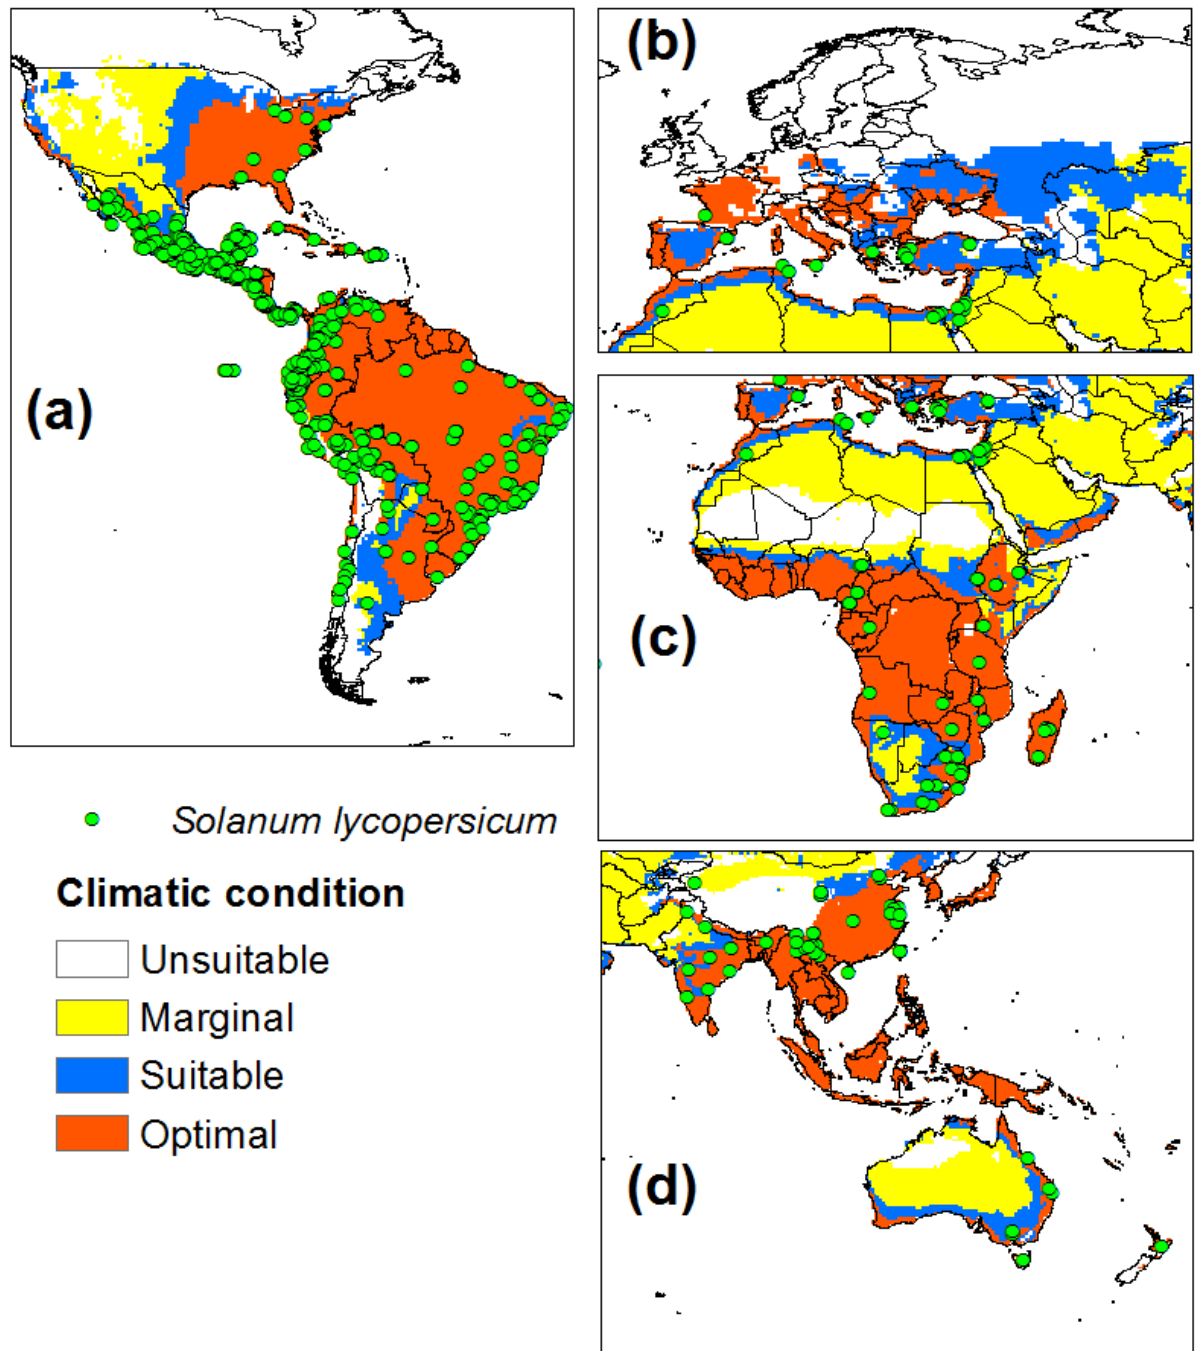 (a)
(b)
(c)
(d)
Solanum lycopersicum
Climatic condition
Unsuitable
Marginal
Suitable
Optimal